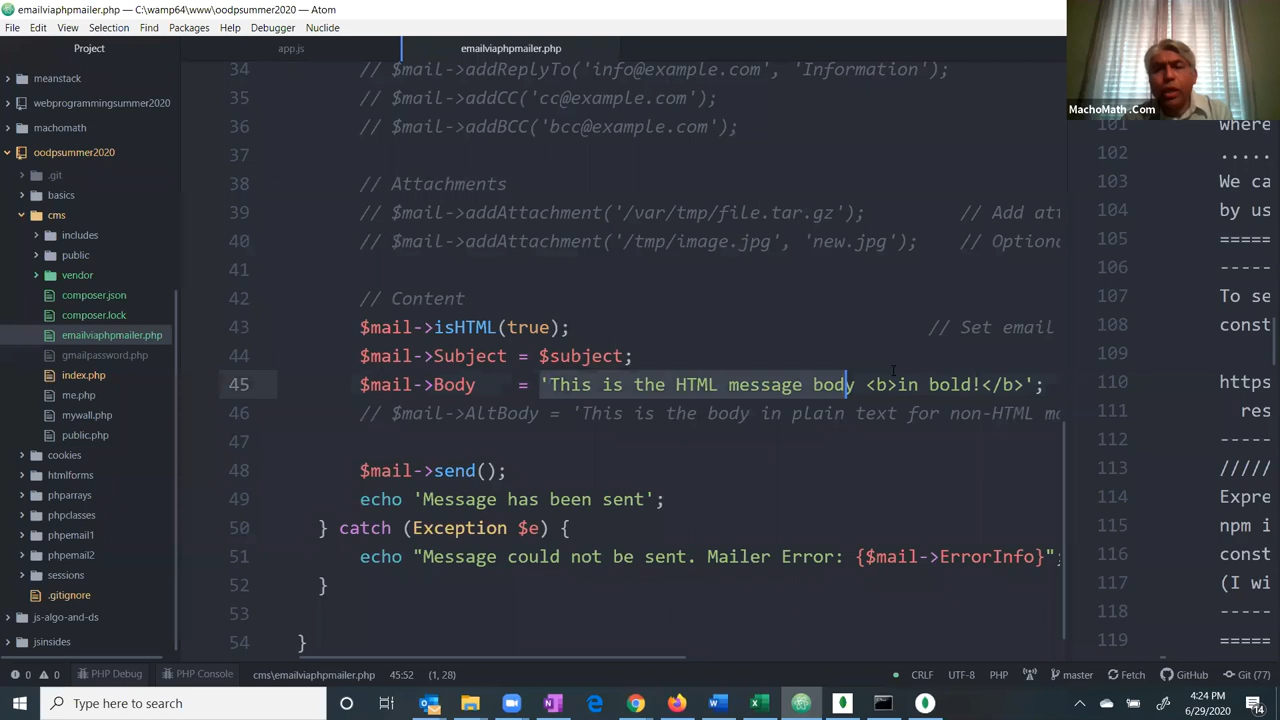 emailviaphpmailer.php — C:\wamp64\www\oodpsummer2020 — Atom
File Edit View Selection Find Packages Help Debugger Nuclide
Project
app.js
emailviaphpmailer.php
meanstack
webprogrammingsummer2020
machomath
oodpsummer2020
.git
basics
cms
includes
public
vendor
composer.json
composer.lock
emailviaphpmailer.php
gmailpassword.php
index.php
me.php
mywall.php
public.php
cookies
htmlforms
phparrays
phpclasses
phpemail1
phpemail2
sessions
.gitignore
js-algo-and-ds
jsinsides
34 // $mail->addReplyTo('info@example.com', 'Information');
35 // $mail->addCC('cc@example.com');
36 // $mail->addBCC('bcc@example.com');
37
38 // Attachments
39 // $mail->addAttachment('/var/tmp/file.tar.gz'); // Add att
40 // $mail->addAttachment('/tmp/image.jpg', 'new.jpg'); // Option
41
42 // Content
43 $mail->isHTML(true); // Set email
44 $mail->Subject = $subject;
45 $mail->Body = 'This is the HTML message body <b>in bold!</b>';
46 // $mail->AltBody = 'This is the body in plain text for non-HTML ma
47
48 $mail->send();
49 echo 'Message has been sent';
50 } catch (Exception $e) {
51 echo "Message could not be sent. Mailer Error: {$mail->ErrorInfo}";
52 }
53
54 }
MachoMath .Com
101 where
102 .....
103 We ca
104 by us
105 =====
106 -----
107 To se
108 const
109
110 https
111 res
112 -----
113 /////
114 Expre
115 npm i
116 const
117 (I wi
118 -----
119 =====
0 0 PHP Debug PHP Console cms\emailviaphpmailer.php 45:52 (1, 28) CRLF UTF-8 PHP master Fetch GitHub Git (77)
Type here to search
4:24 PM
6/29/2020
14